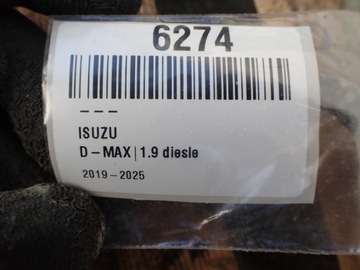 6274
– – –
ISUZU
D – MAX | 1.9 diesle
2019 – 2025